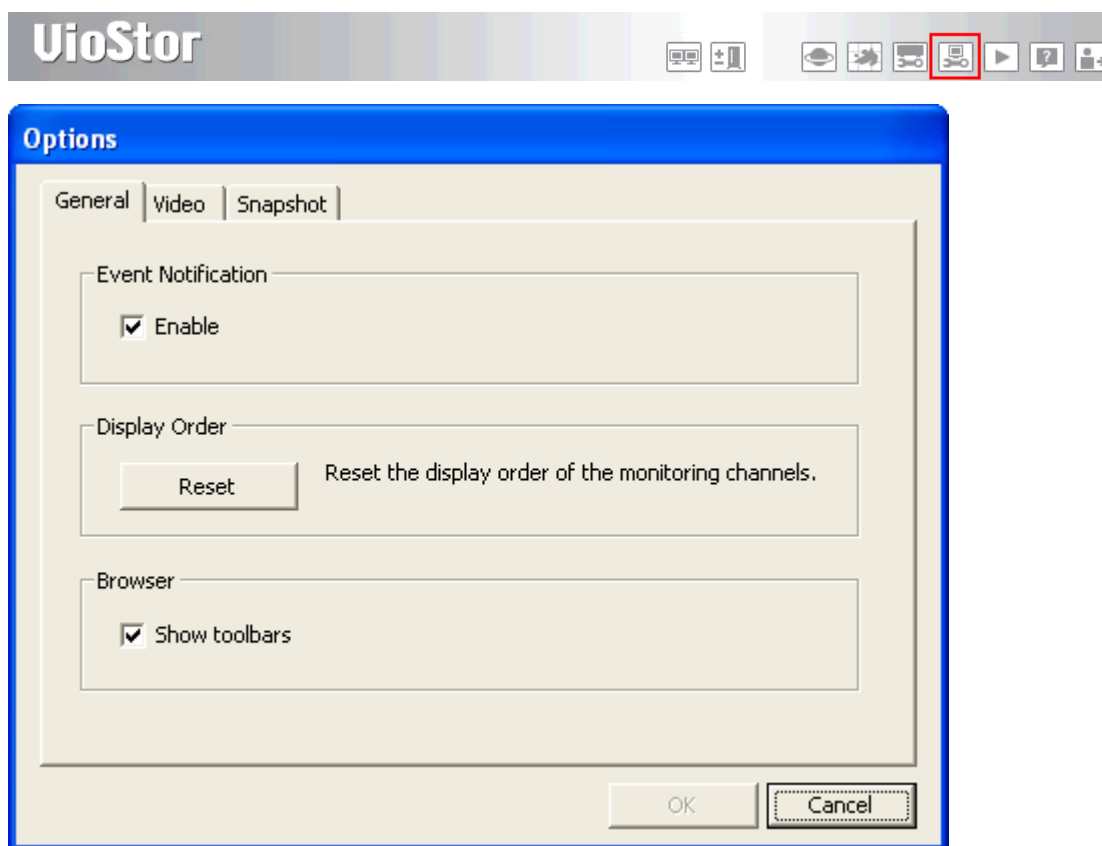 VioStor
Options
General Video Snapshot
Event Notification
Enable
Display Order
Reset Reset the display order of the monitoring channels.
Browser
Show toolbars
OK Cancel